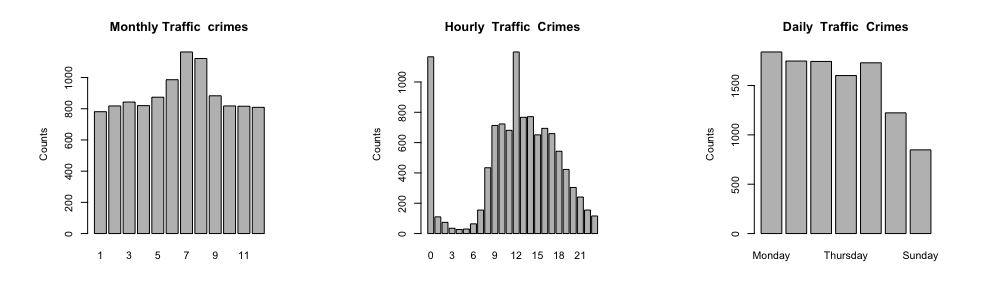 Monthly Traffic crimes
Counts
0
200
400
600
800
1000
1 3 5 7 9 11
Hourly Traffic Crimes
Counts
0
200
400
600
800
1000
0 3 6 9 12 15 18 21
Daily Traffic Crimes
Counts
0
500
1000
1500
Monday Thursday Sunday